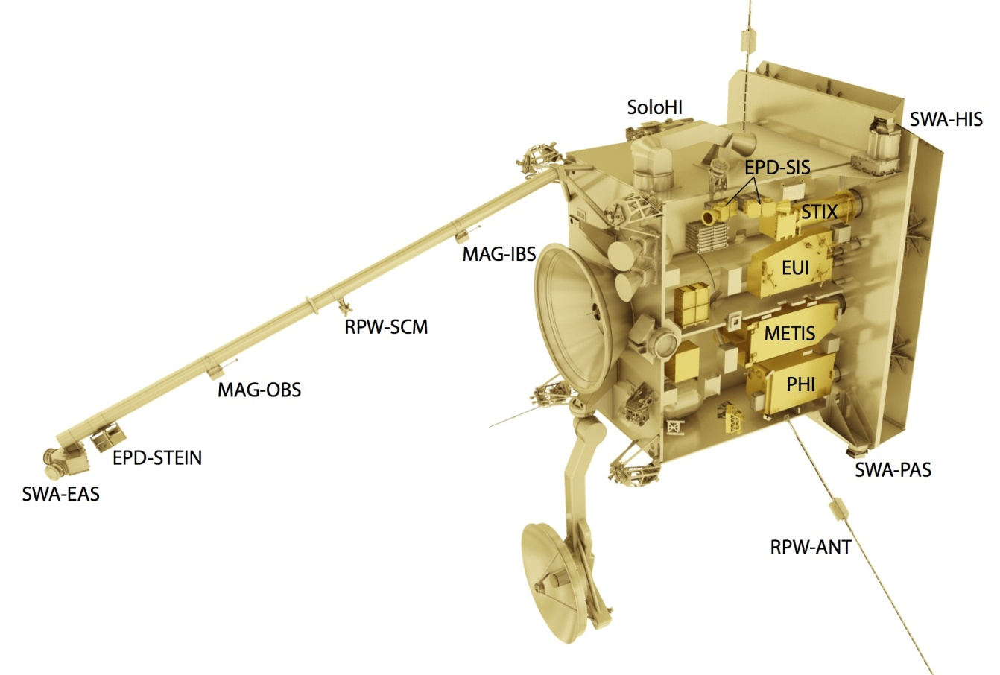 SoloHI
SWA-HIS
EPD-SIS
STIX
MAG-IBS
EUI
RPW-SCM
METIS
MAG-OBS
PHI
EPD-STEIN
SWA-PAS
SWA-EAS
RPW-ANT